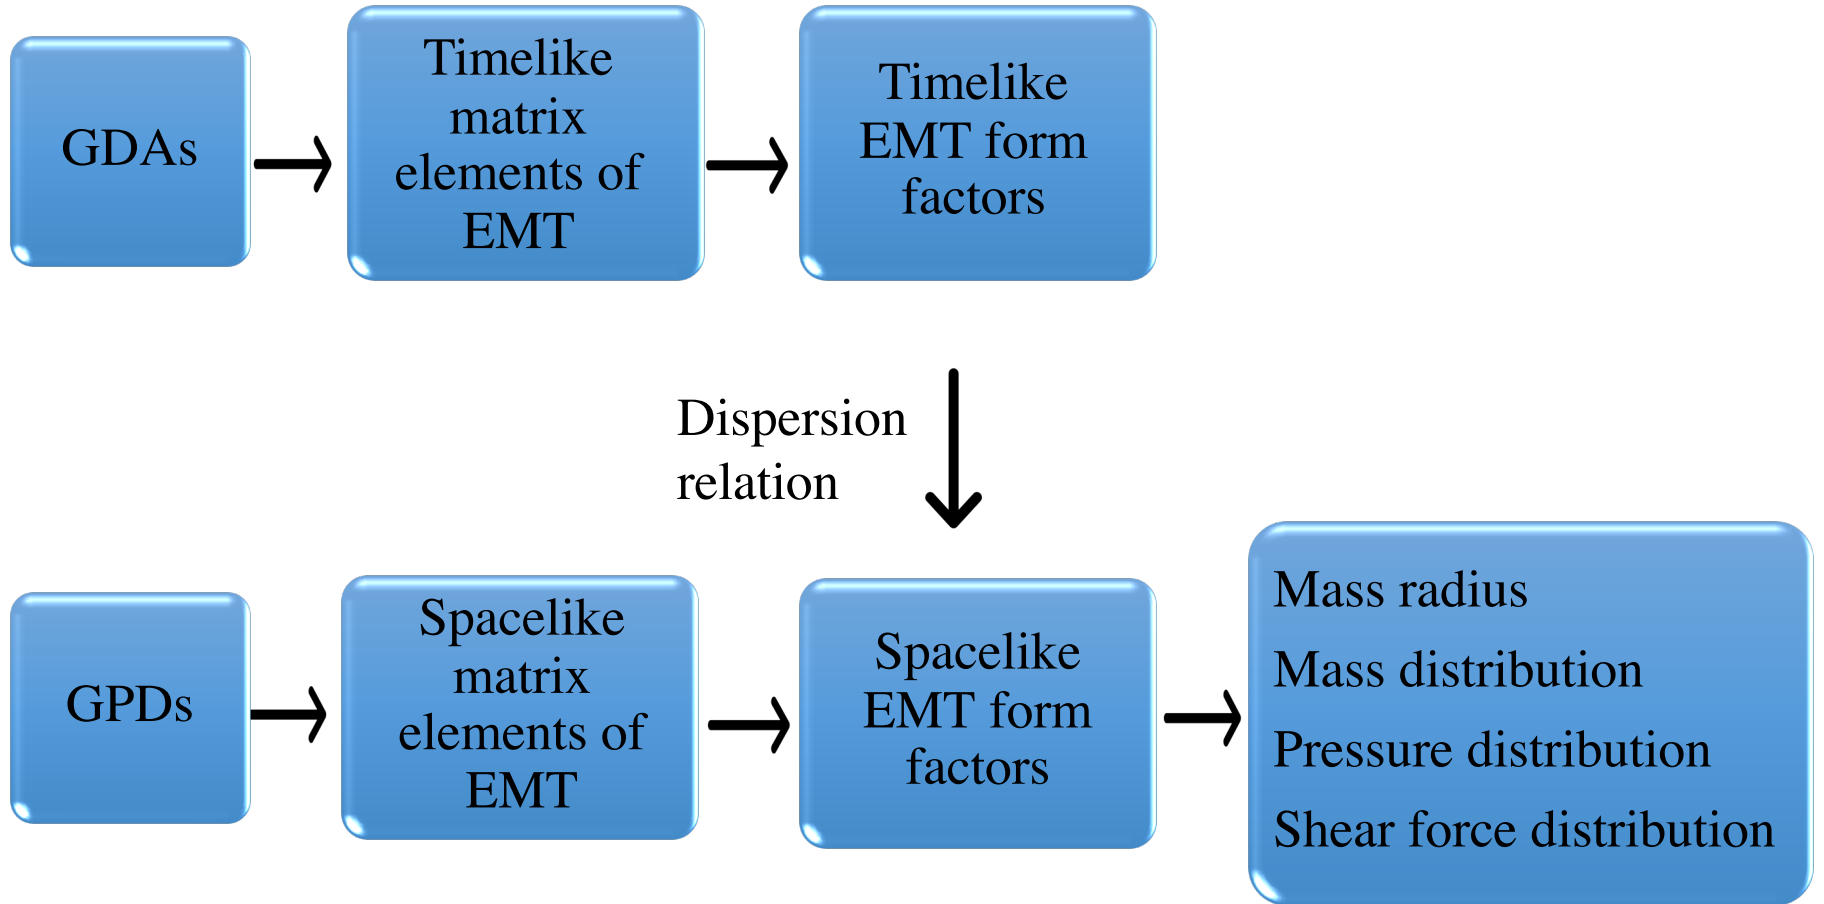 GDAs
Timelike
matrix
elements of
EMT
Timelike
EMT form
factors
Dispersion
relation
GPDs
Spacelike
matrix
elements of
EMT
Spacelike
EMT form
factors
Mass radius
Mass distribution
Pressure distribution
Shear force distribution